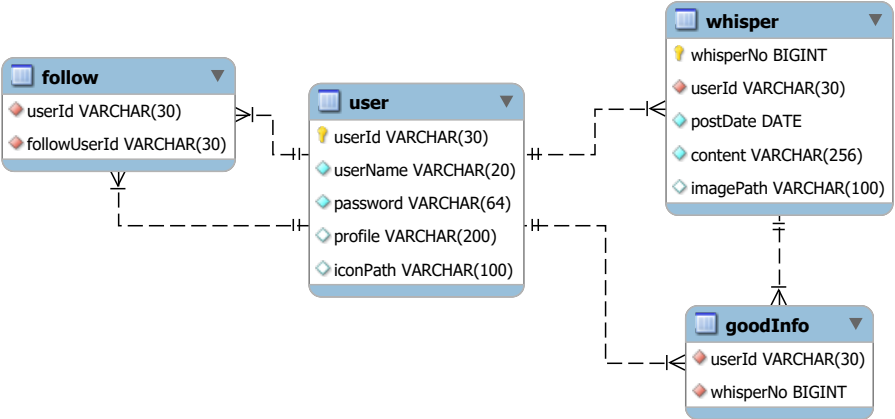 follow
userId VARCHAR(30)
followUserId VARCHAR(30)
user
userId VARCHAR(30)
userName VARCHAR(20)
password VARCHAR(64)
profile VARCHAR(200)
iconPath VARCHAR(100)
whisper
whisperNo BIGINT
userId VARCHAR(30)
postDate DATE
content VARCHAR(256)
imagePath VARCHAR(100)
goodInfo
userId VARCHAR(30)
whisperNo BIGINT